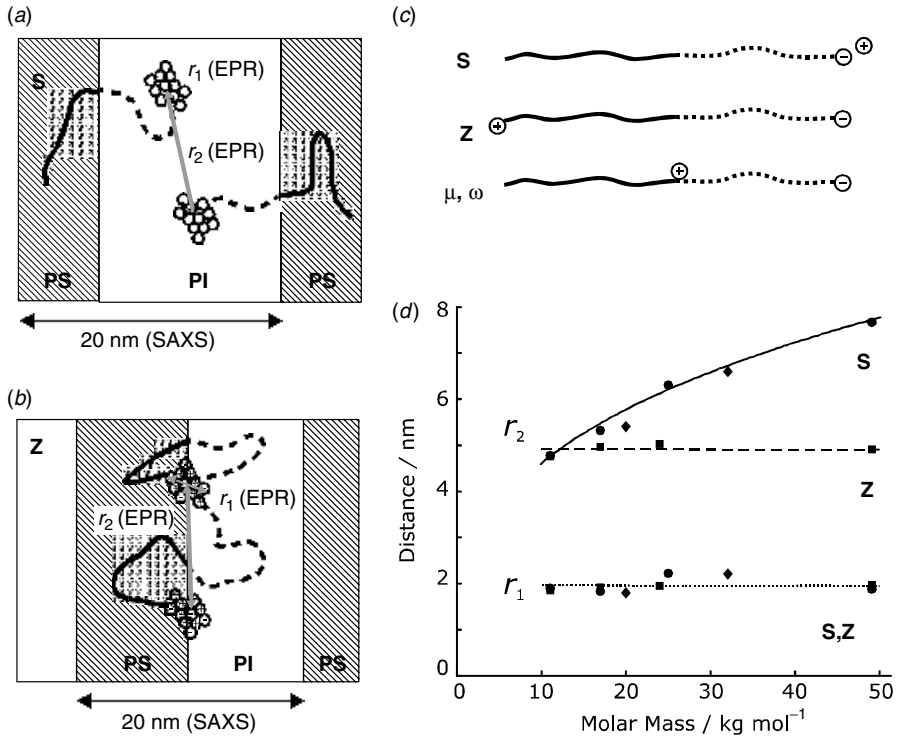 (a)
S
r₁ (EPR)
r₂ (EPR)
PS PI PS
20 nm (SAXS)
(b)
Z
r₁ (EPR)
r₂ (EPR)
PS PI PS
20 nm (SAXS)
(c)
S + −
Z + −
μ, ω + −
(d)
8
6
4
2
0
Distance / nm
r₂
r₁
S
Z
S,Z
0 10 20 30 40 50
Molar Mass / kg mol⁻¹